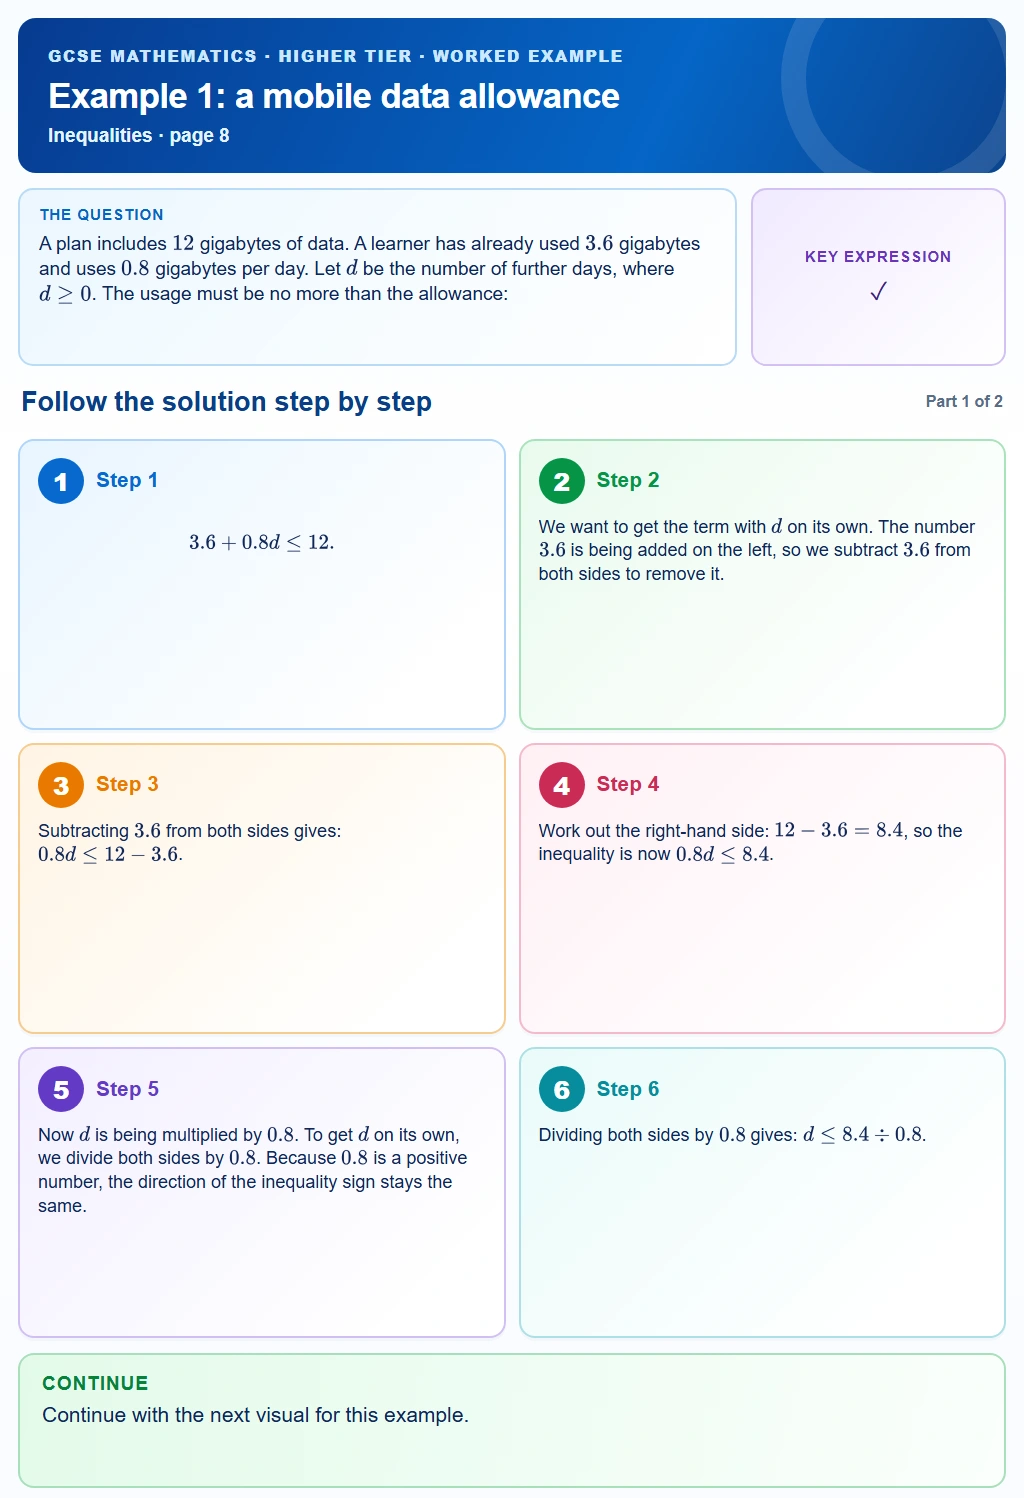 GCSE MATHEMATICS · HIGHER TIER · WORKED EXAMPLE
Example 1: a mobile data allowance
Inequalities · page 8
THE QUESTION
A plan includes 12 gigabytes of data. A learner has already used 3.6 gigabytes
and uses 0.8 gigabytes per day. Let d be the number of further days, where
d ≥ 0. The usage must be no more than the allowance:
KEY EXPRESSION
✓
Follow the solution step by step
Part 1 of 2
1 Step 1
3.6 + 0.8d ≤ 12.
2 Step 2
We want to get the term with d on its own. The number
3.6 is being added on the left, so we subtract 3.6 from
both sides to remove it.
3 Step 3
Subtracting 3.6 from both sides gives:
0.8d ≤ 12 − 3.6.
4 Step 4
Work out the right-hand side: 12 − 3.6 = 8.4, so the
inequality is now 0.8d ≤ 8.4.
5 Step 5
Now d is being multiplied by 0.8. To get d on its own,
we divide both sides by 0.8. Because 0.8 is a positive
number, the direction of the inequality sign stays the
same.
6 Step 6
Dividing both sides by 0.8 gives: d ≤ 8.4 ÷ 0.8.
CONTINUE
Continue with the next visual for this example.